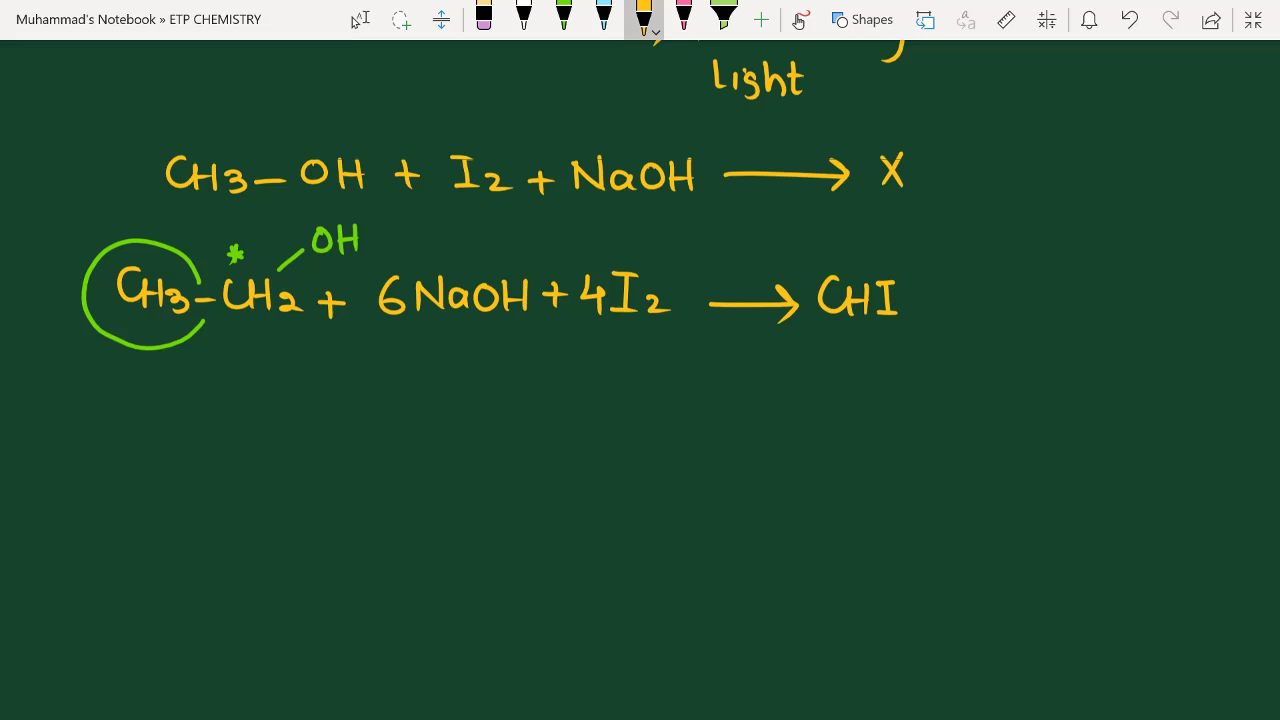 Muhammad's Notebook » ETP CHEMISTRY
Shapes
light
CH3-OH + I2 + NaOH → X
* OH
CH3-CH2 + 6NaOH + 4I2 → CHI